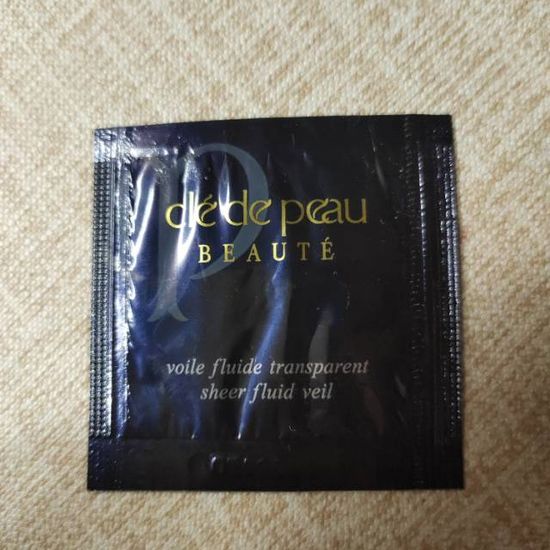 clé de peau
BEAUTÉ
voile fluide transparent
sheer fluid veil